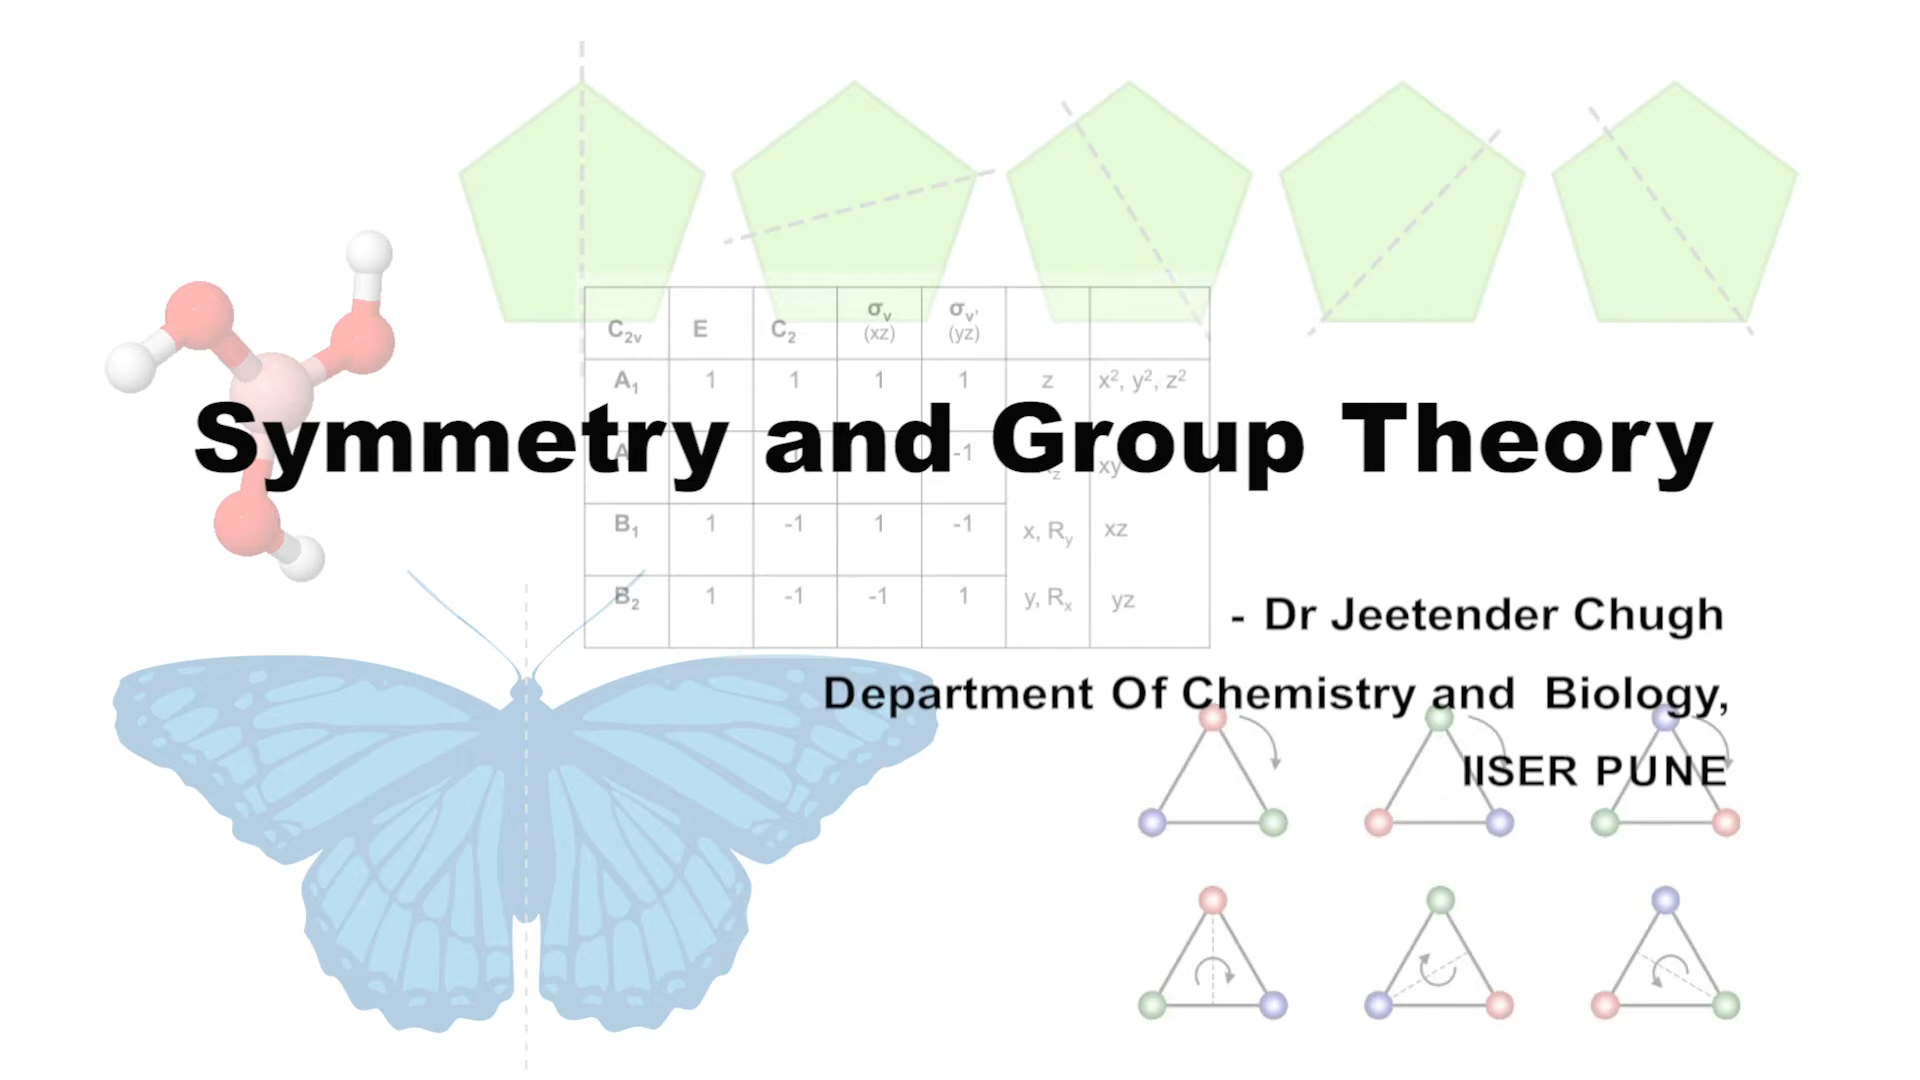 C2v E C2 σv (xz) σv' (yz)
A1 1 1 1 1 z x², y², z²
Symmetry and Group Theory
A -1 z xy
B1 1 -1 1 -1 x, Ry xz
B2 1 -1 -1 1 y, Rx yz
- Dr Jeetender Chugh
Department Of Chemistry and Biology,
IISER PUNE